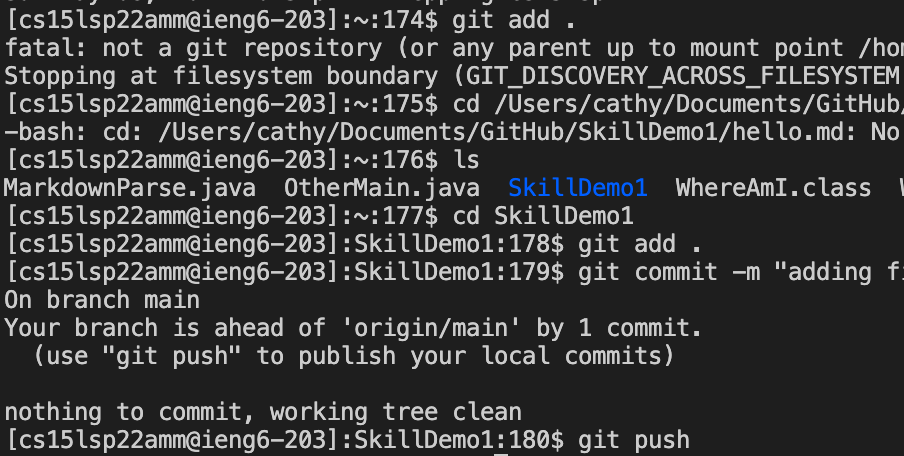 [cs15lsp22amm@ieng6-203]:~:174$ git add .
fatal: not a git repository (or any parent up to mount point /hom
Stopping at filesystem boundary (GIT_DISCOVERY_ACROSS_FILESYSTEM
[cs15lsp22amm@ieng6-203]:~:175$ cd /Users/cathy/Documents/GitHub/
-bash: cd: /Users/cathy/Documents/GitHub/SkillDemo1/hello.md: No
[cs15lsp22amm@ieng6-203]:~:176$ ls
MarkdownParse.java  OtherMain.java  SkillDemo1  WhereAmI.class
[cs15lsp22amm@ieng6-203]:~:177$ cd SkillDemo1
[cs15lsp22amm@ieng6-203]:SkillDemo1:178$ git add .
[cs15lsp22amm@ieng6-203]:SkillDemo1:179$ git commit -m "adding fi
On branch main
Your branch is ahead of 'origin/main' by 1 commit.
  (use "git push" to publish your local commits)

nothing to commit, working tree clean
[cs15lsp22amm@ieng6-203]:SkillDemo1:180$ git push